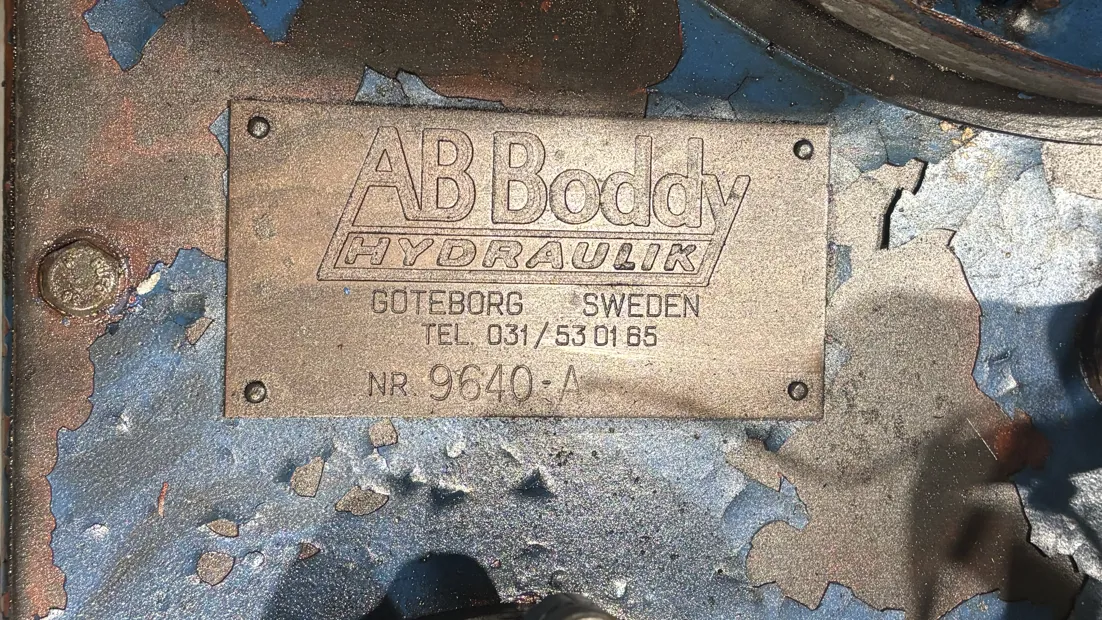 AB Boddy
HYDRAULIK
GÖTEBORG SWEDEN
TEL. 031/53 01 65
NR. 9640-A